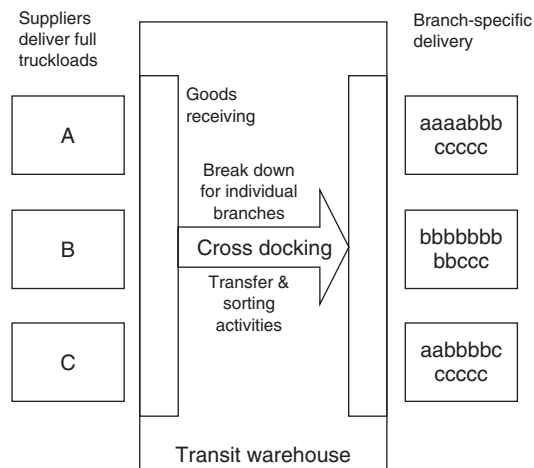 Suppliers
deliver full
truckloads
Branch-specific
delivery
Goods
receiving
A
B
C
Break down
for individual
branches
Cross docking
Transfer &
sorting
activities
aaaabbb
ccccc
bbbbbbb
bbccc
aabbbbc
ccccc
Transit warehouse